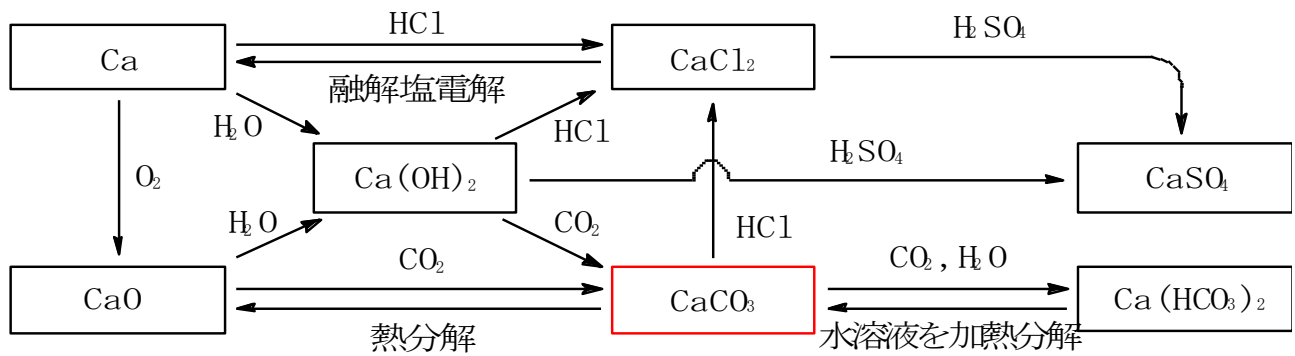 HCl
H₂SO₄
Ca
CaCl₂
融解塩電解
H₂O
HCl
Ca(OH)₂
H₂SO₄
CaSO₄
O₂
H₂O
CO₂
HCl
CO₂
CO₂,H₂O
CaO
CaCO₃
Ca(HCO₃)₂
熱分解
水溶液を加熱分解